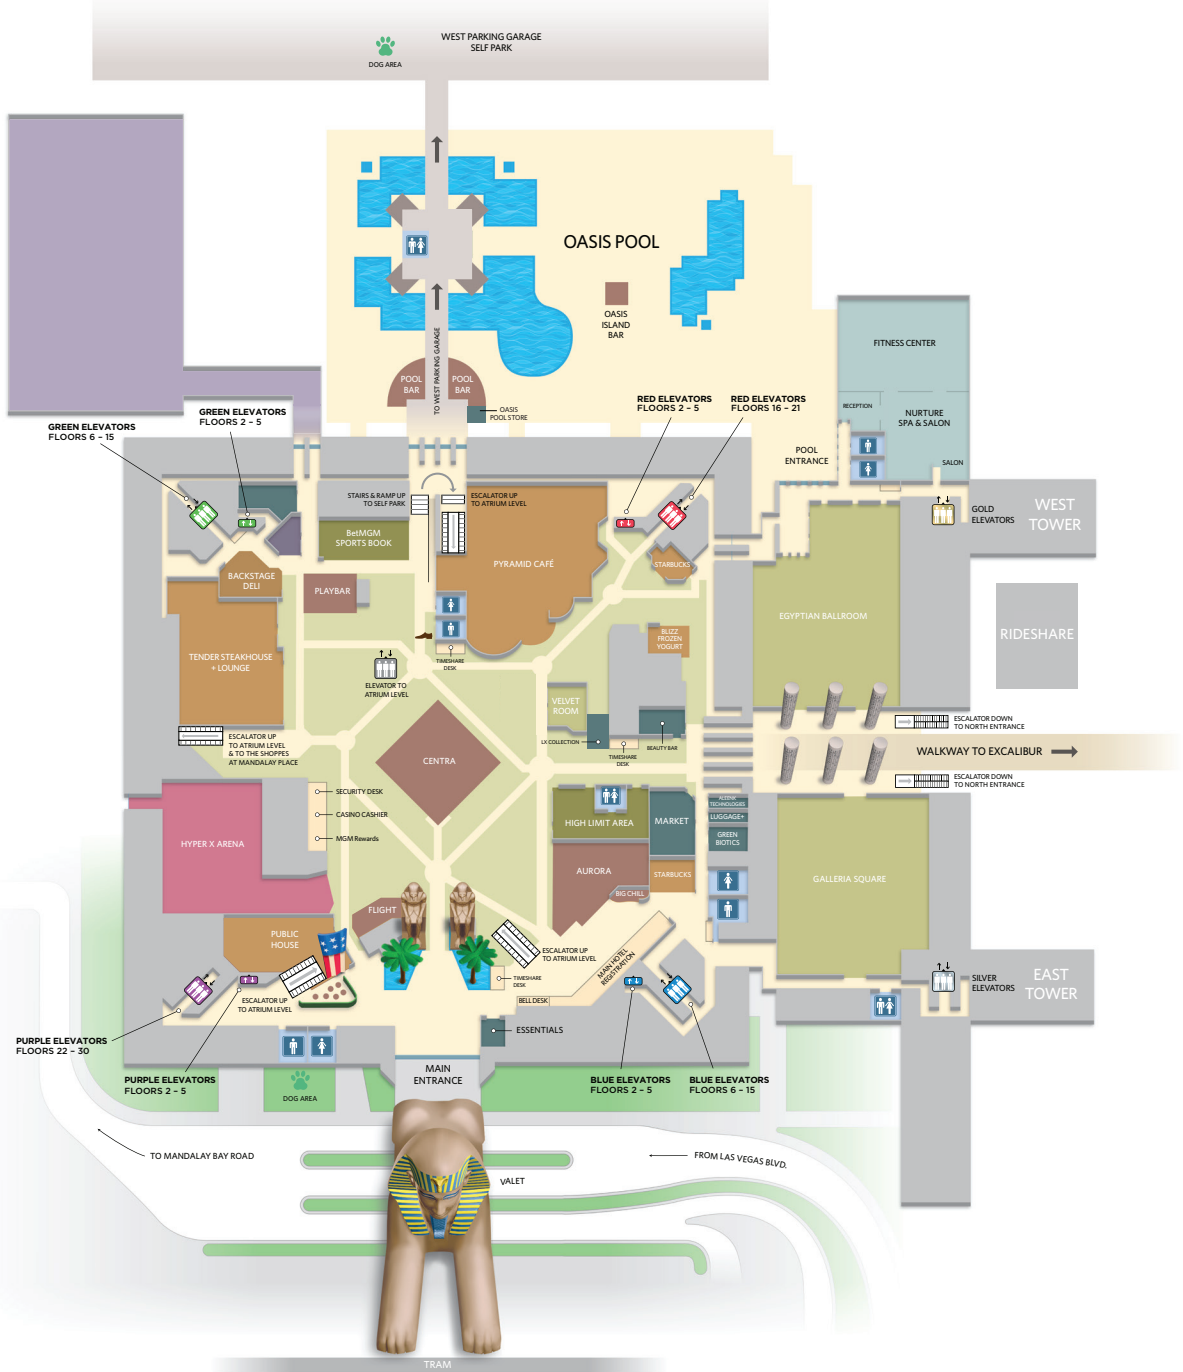 WEST PARKING GARAGE
SELF PARK
DOG AREA
OASIS POOL
OASIS
ISLAND
BAR
TO WEST PARKING GARAGE
POOL
BAR
POOL
BAR
OASIS
POOL STORE
FITNESS CENTER
RECEPTION
NURTURE
SPA & SALON
SALON
POOL
ENTRANCE
GREEN ELEVATORS
FLOORS 6 – 15
GREEN ELEVATORS
FLOORS 2 – 5
RED ELEVATORS
FLOORS 2 – 5
RED ELEVATORS
FLOORS 16 – 21
STAIRS & RAMP UP
TO SELF PARK
ESCALATOR UP
TO ATRIUM LEVEL
GOLD
ELEVATORS
WEST
TOWER
BetMGM
SPORTS BOOK
PYRAMID CAFÉ
STARBUCKS
BACKSTAGE
DELI
PLAYBAR
EGYPTIAN BALLROOM
RIDESHARE
TENDER STEAKHOUSE
+ LOUNGE
BLIZZ
FROZEN
YOGURT
TIMESHARE
DESK
ELEVATOR TO
ATRIUM LEVEL
VELVET
ROOM
LX COLLECTION
TIMESHARE
DESK
BEAUTY BAR
ESCALATOR UP
TO ATRIUM LEVEL
& TO THE SHOPPES
AT MANDALAY PLACE
ESCALATOR DOWN
TO NORTH ENTRANCE
WALKWAY TO EXCALIBUR
ESCALATOR DOWN
TO NORTH ENTRANCE
CENTRA
SECURITY DESK
CASINO CASHIER
MGM Rewards
HYPER X ARENA
HIGH LIMIT AREA
MARKET
TECHNOLOGIES
LUGGAGE+
GREEN
BIOTICS
AURORA
STARBUCKS
BIG CHILL
GALLERIA SQUARE
FLIGHT
PUBLIC
HOUSE
ESCALATOR UP
TO ATRIUM LEVEL
MAIN HOTEL
REGISTRATION
TIMESHARE
DESK
BELL DESK
ESCALATOR UP
TO ATRIUM LEVEL
SILVER
ELEVATORS
EAST
TOWER
ESSENTIALS
PURPLE ELEVATORS
FLOORS 22 – 30
PURPLE ELEVATORS
FLOORS 2 – 5
MAIN
ENTRANCE
BLUE ELEVATORS
FLOORS 2 – 5
BLUE ELEVATORS
FLOORS 6 – 15
DOG AREA
TO MANDALAY BAY ROAD
FROM LAS VEGAS BLVD.
VALET
TRAM